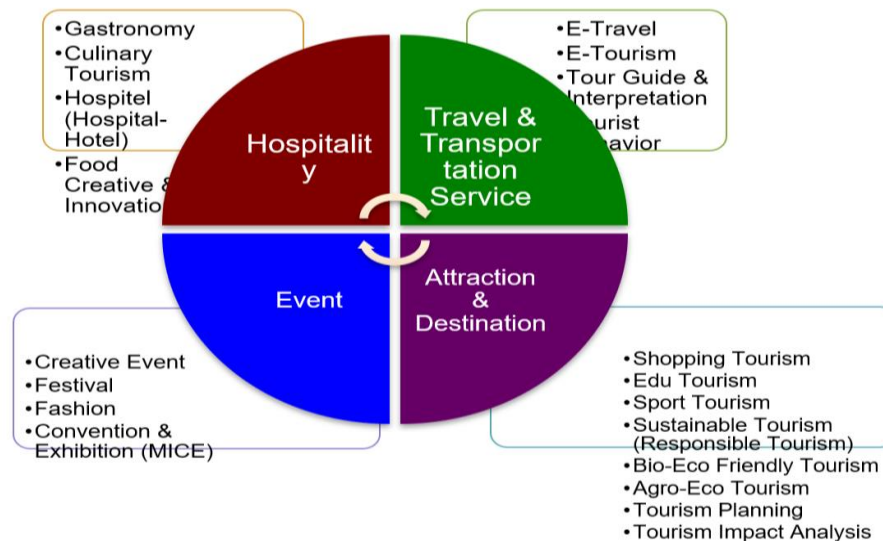 •Gastronomy
•Culinary
Tourism
•Hospitel
(Hospital-
Hotel)
•Food
Creative &
Innovation
Hospitalit
y
Travel &
Transpor
tation
Service
•E-Travel
•E-Tourism
•Tour Guide &
Interpretation
Event
Attraction
&
Destination
•Creative Event
•Festival
•Fashion
•Convention &
Exhibition (MICE)
•Shopping Tourism
•Edu Tourism
•Sport Tourism
•Sustainable Tourism
(Responsible Tourism)
•Bio-Eco Friendly Tourism
•Agro-Eco Tourism
•Tourism Planning
•Tourism Impact Analysis